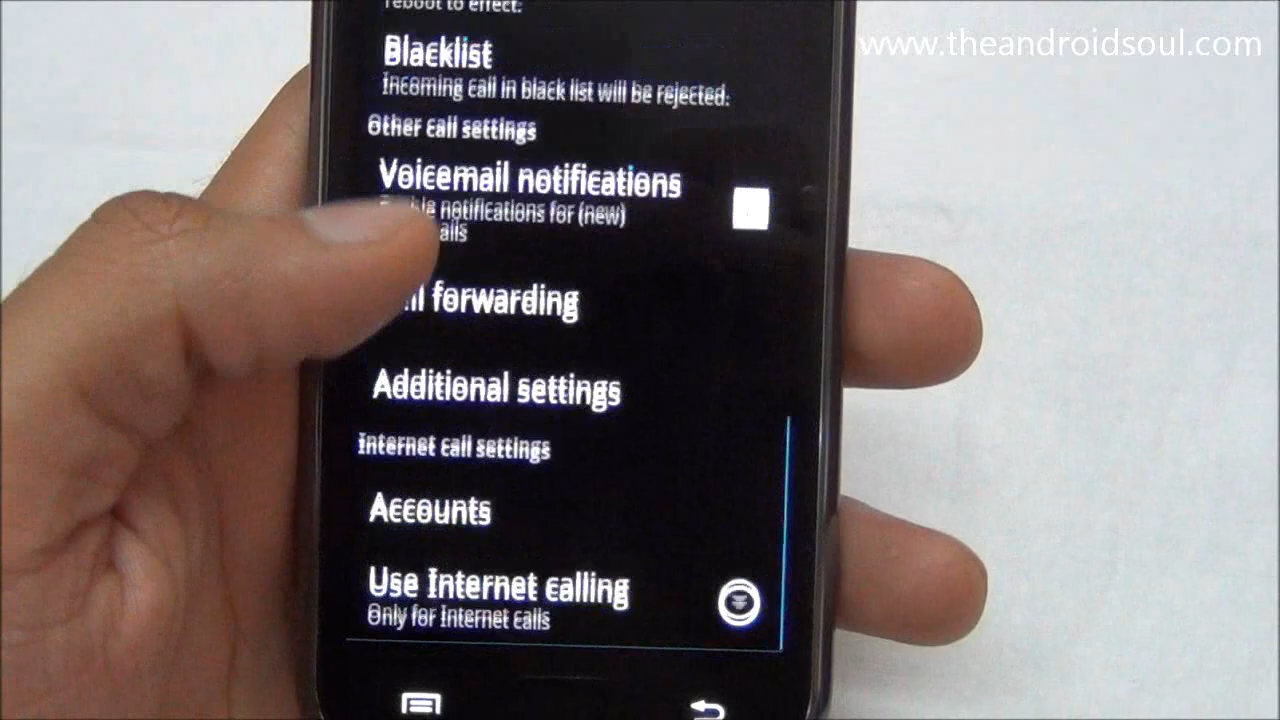 reboot to effect.
www.theandroidsoul.com
Blacklist
Incoming call in black list will be rejected.
Other call settings
Voicemail notifications
notifications for (new)
forwarding
Additional settings
Internet call settings
Accounts
Use Internet calling
Only for Internet calls